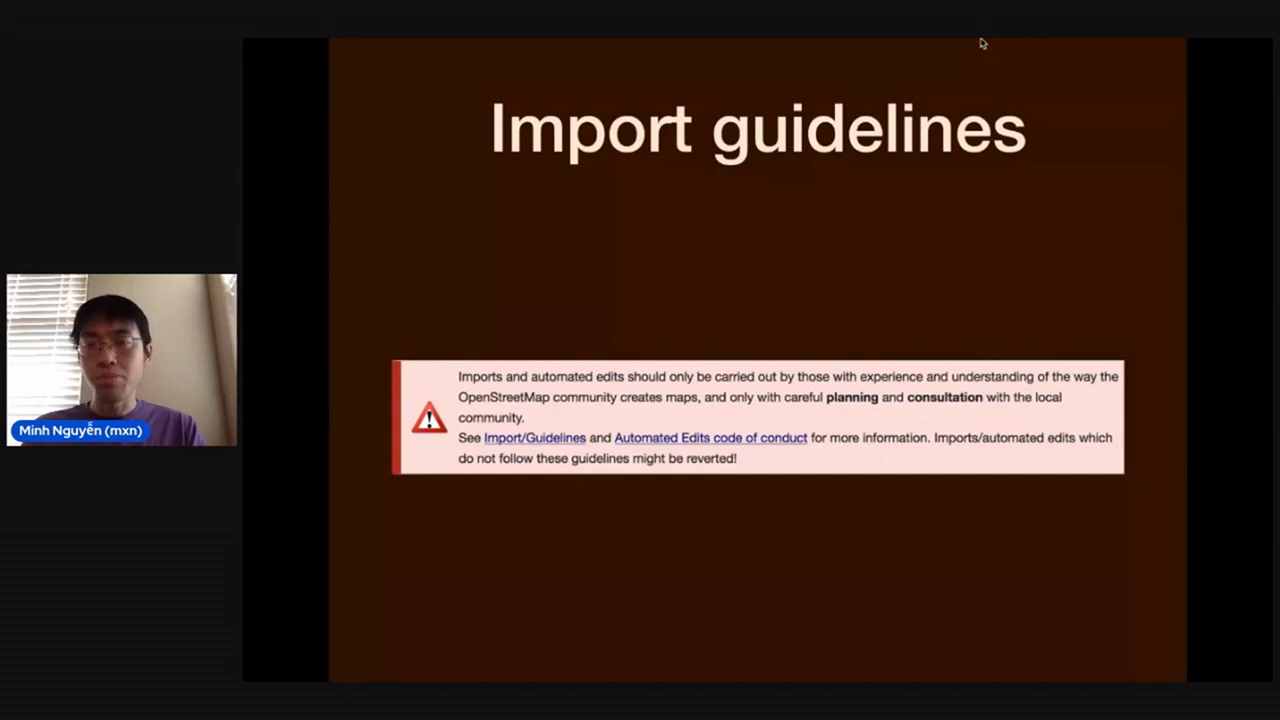 Import guidelines
Imports and automated edits should only be carried out by those with experience and understanding of the way the
OpenStreetMap community creates maps, and only with careful planning and consultation with the local
community.
See Import/Guidelines and Automated Edits code of conduct for more information. Imports/automated edits which
do not follow these guidelines might be reverted!
Minh Nguyễn (mxn)